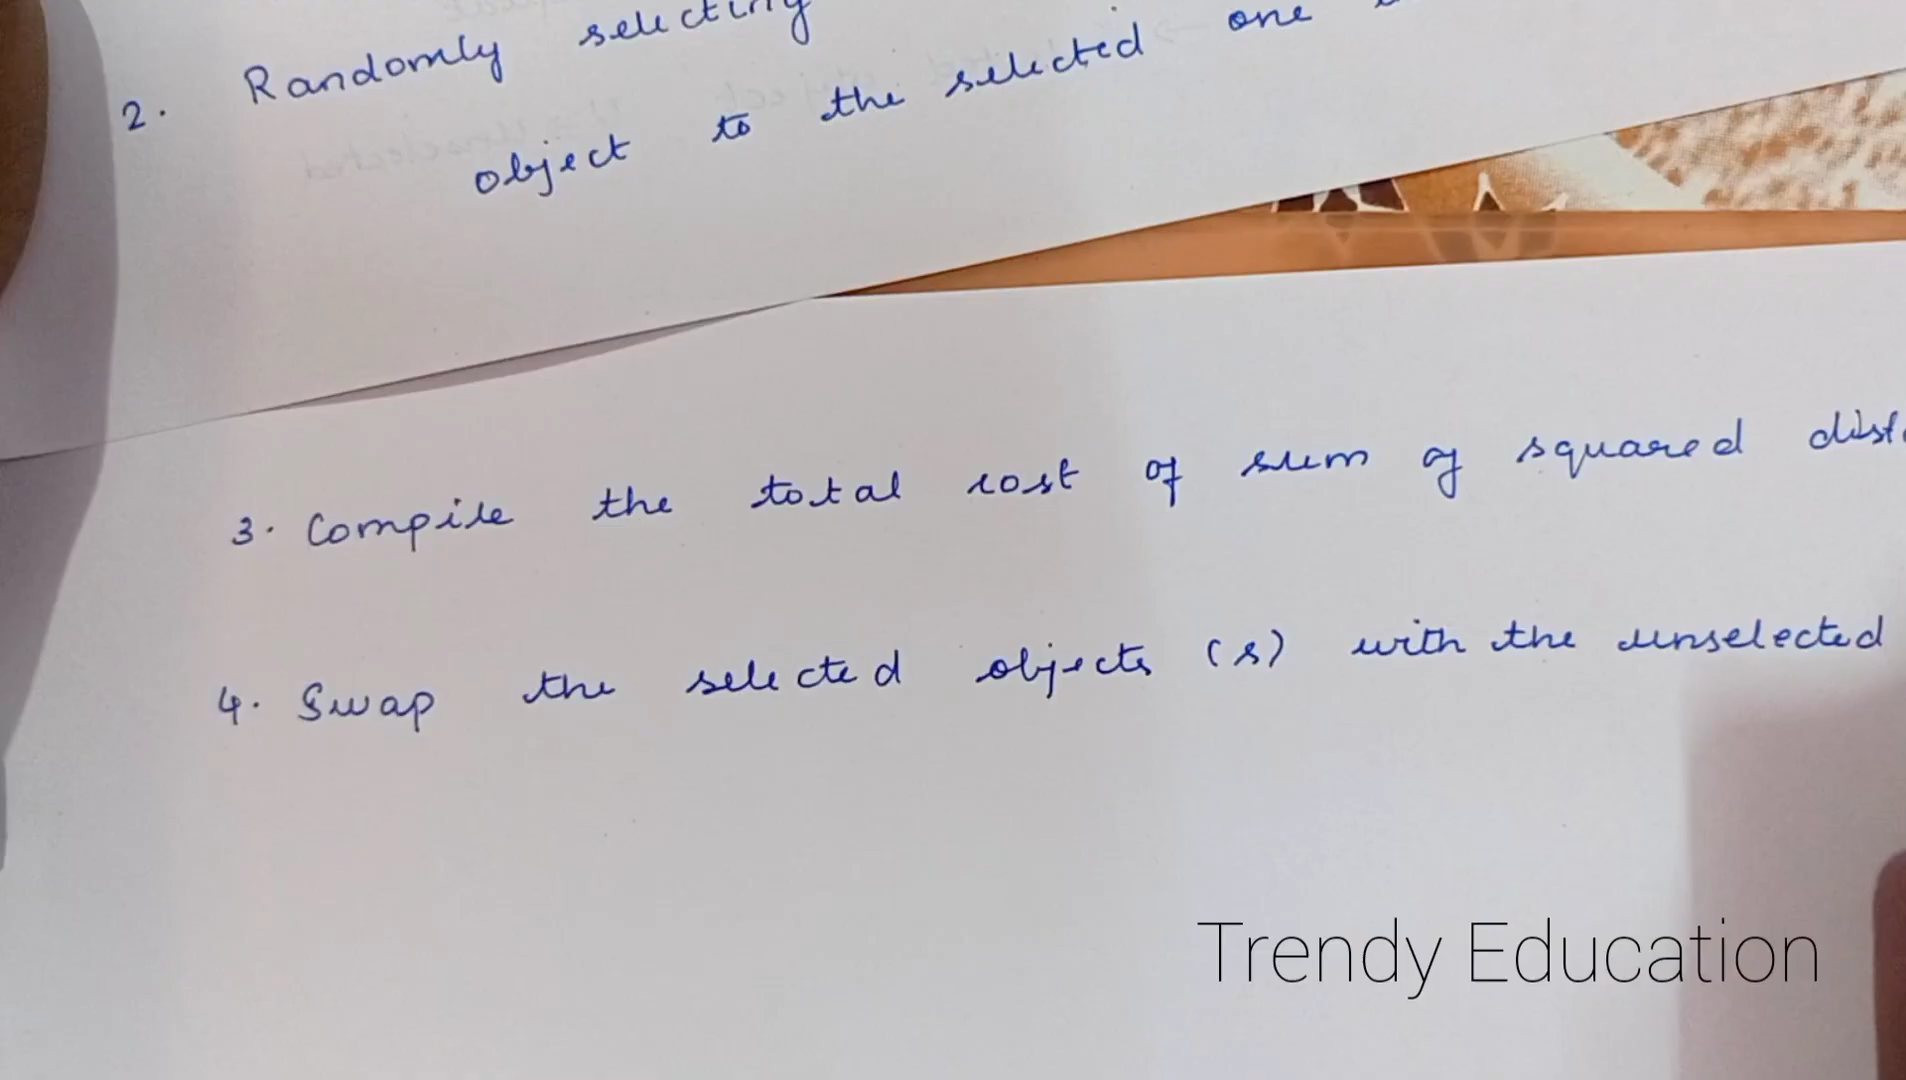 2. Randomly selecting
object to the selected one
3. Compile the total cost of sum of squared
4. Swap the selected objects (s) with the unselected
Trendy Education